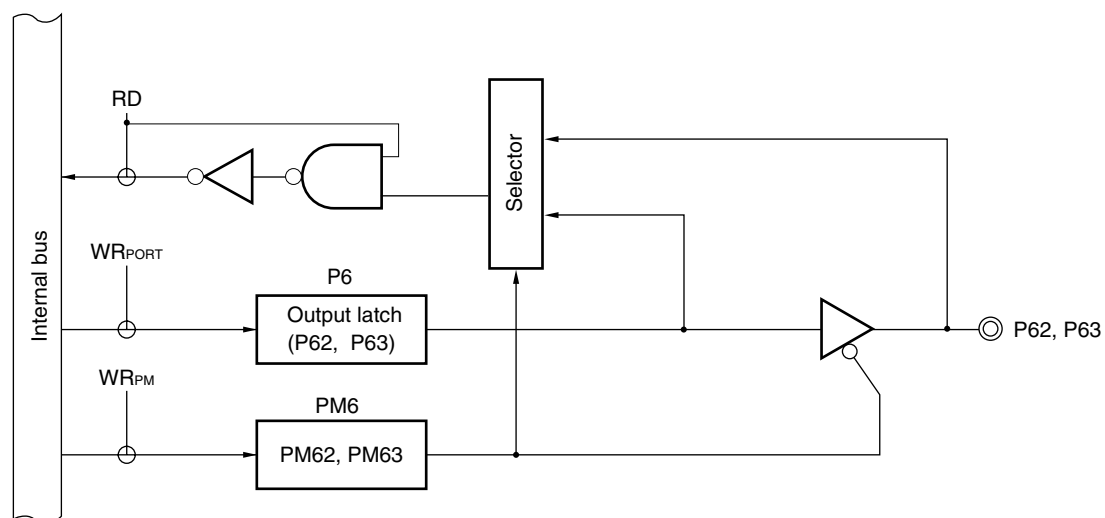 RD
Selector
Internal bus
WRPORT
P6
Output latch
(P62, P63)
P62, P63
WRPM
PM6
PM62, PM63